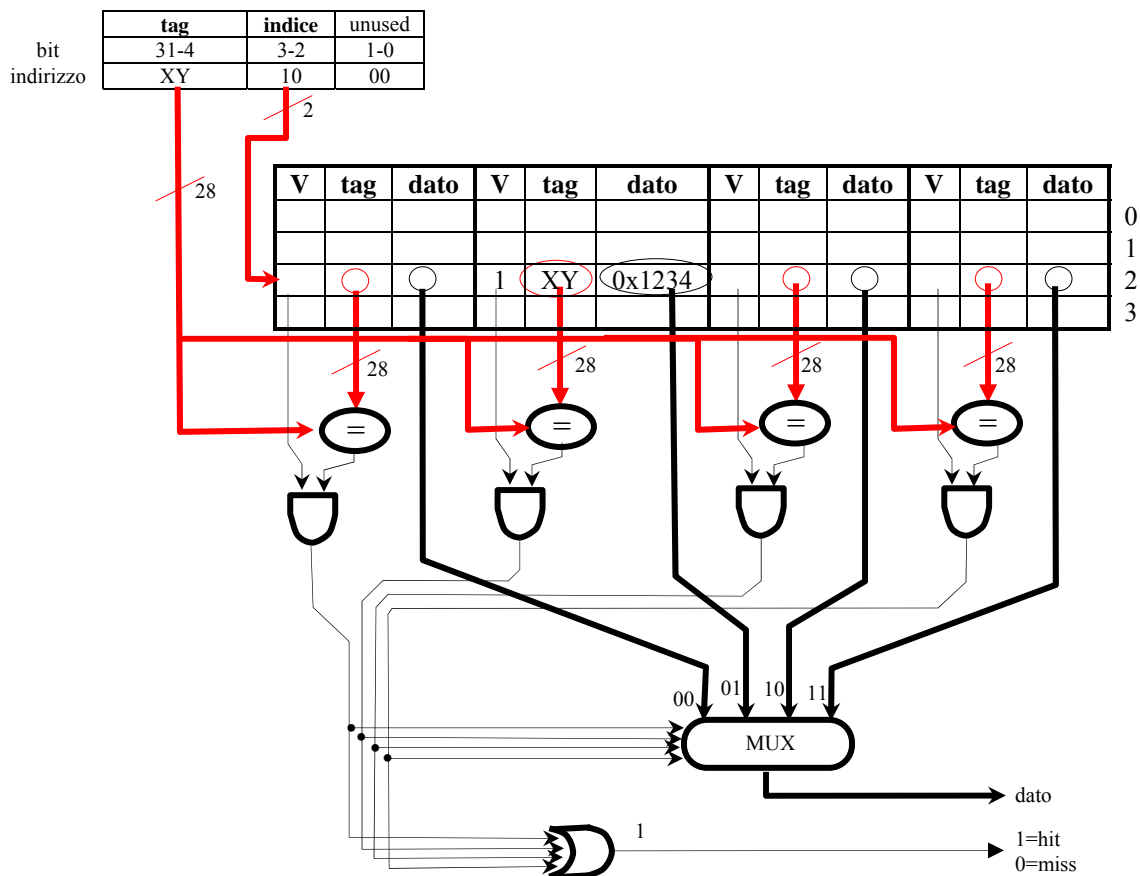 tag indice unused
bit 31-4 3-2 1-0
indirizzo XY 10 00
2
28
V tag dato V tag dato V tag dato V tag dato
0
1
1 XY 0x1234 2
3
28 28 28 28
= = = =
00 01 10 11
MUX
dato
1
1=hit
0=miss